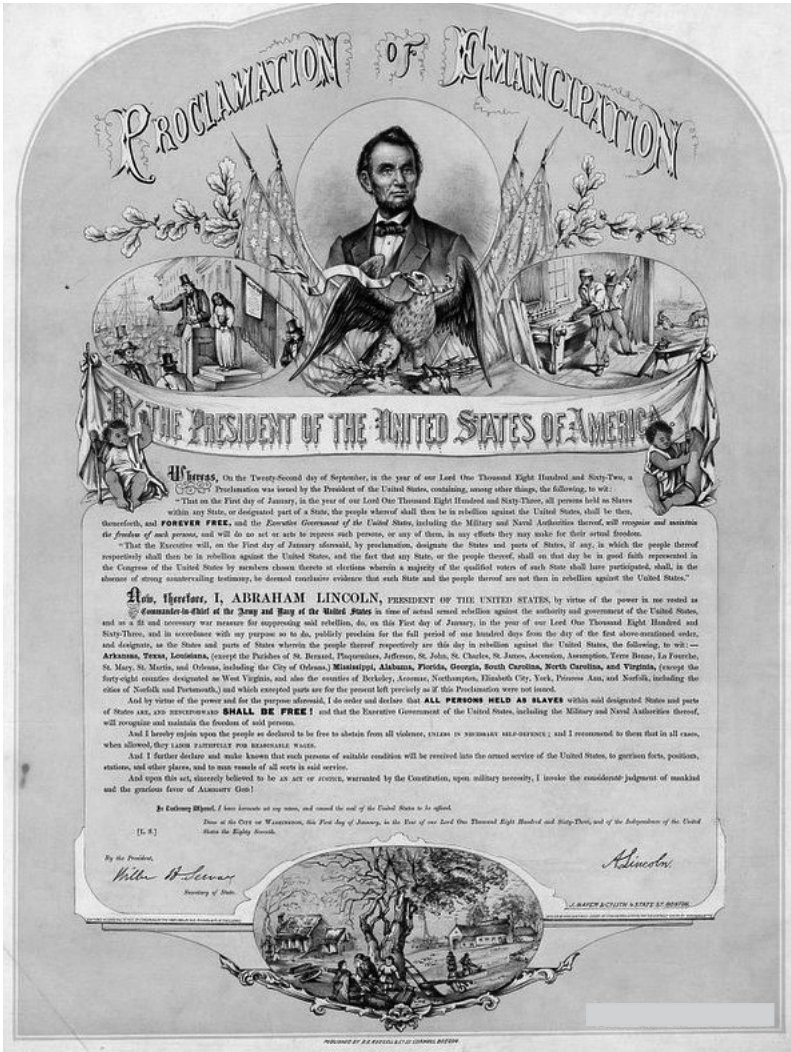 PROCLAMATION OF EMANCIPATION
BY THE PRESIDENT OF THE UNITED STATES OF AMERICA.
Whereas, On the Twenty-Second day of September, in the year of our Lord One Thousand Eight Hundred and Sixty-Two, a
Proclamation was issued by the President of the United States, containing, among other things, the following, to wit:
"That on the First day of January, in the year of our Lord One Thousand Eight Hundred and Sixty-Three, all persons held as Slaves
within any State, or designated part of a State, the people whereof shall then be in rebellion against the United States, shall be then,
thenceforth, and FOREVER FREE, and the Executive Government of the United States, including the Military and Naval Authorities thereof, will recognize and maintain
the freedom of such persons, and will do no act or acts to repress such persons, or any of them, in any efforts they may make for their actual freedom.
"That the Executive will, on the First day of January aforesaid, by proclamation, designate the States and parts of States, if any, in which the people thereof
respectively shall then be in rebellion against the United States, and the fact that any State, or the people thereof, shall on that day be in good faith represented in
the Congress of the United States by members chosen thereto at elections wherein a majority of the qualified voters of such State shall have participated, shall, in the
absence of strong countervailing testimony, be deemed conclusive evidence that such State and the people thereof are not then in rebellion against the United States."
Now, therefore, I, ABRAHAM LINCOLN, PRESIDENT OF THE UNITED STATES, by virtue of the power in me vested as
Commander-in-Chief of the Army and Navy of the United States in time of actual armed rebellion against the authority and government of the United States,
and as a fit and necessary war measure for suppressing said rebellion, do, on this First day of January, in the year of our Lord One Thousand Eight Hundred and
Sixty-Three, and in accordance with my purpose so to do, publicly proclaim for the full period of one hundred days from the day of the first above-mentioned order,
and designate, as the States and parts of States wherein the people thereof respectively are this day in rebellion against the United States, the following, to wit:—
Arkansas, Texas, Louisiana, (except the Parishes of St. Bernard, Plaquemines, Jefferson, St. John, St. Charles, St. James, Ascension, Assumption, Terre Bonne, La Fourche,
St. Mary, St. Martin, and Orleans, including the City of Orleans,) Mississippi, Alabama, Florida, Georgia, South Carolina, North Carolina, and Virginia, (except the
forty-eight counties designated as West Virginia, and also the counties of Berkeley, Accomac, Northampton, Elizabeth City, York, Princess Ann, and Norfolk, including the
cities of Norfolk and Portsmouth,) and which excepted parts are for the present left precisely as if this Proclamation were not issued.
And by virtue of the power and for the purpose aforesaid, I do order and declare that ALL PERSONS HELD AS SLAVES within said designated States and parts
of States ARE, AND HENCEFORWARD SHALL BE FREE! and that the Executive Government of the United States, including the Military and Naval Authorities thereof,
will recognize and maintain the freedom of said persons.
And I hereby enjoin upon the people so declared to be free to abstain from all violence, UNLESS IN NECESSARY SELF-DEFENCE; and I recommend to them that in all cases,
when allowed, they LABOR FAITHFULLY FOR REASONABLE WAGES.
And I further declare and make known that such persons of suitable condition will be received into the armed service of the United States, to garrison forts, positions,
stations, and other places, and to man vessels of all sorts in said service.
And upon this act, sincerely believed to be AN ACT OF JUSTICE, warranted by the Constitution, upon military necessity, I invoke the considerate judgment of mankind
and the gracious favor of ALMIGHTY GOD!
In Testimony Whereof, I have hereunto set my name, and caused the seal of the United States to be affixed.
Done at the CITY OF WASHINGTON, this First day of January, in the Year of our Lord One Thousand Eight Hundred and Sixty-Three, and of the Independence of the United
[L. S.] States the Eighty Seventh.
By the President,
A. Lincoln.
Secretary of State.
J. MAYER & CO. LITH. 4 STATE ST. BOSTON.